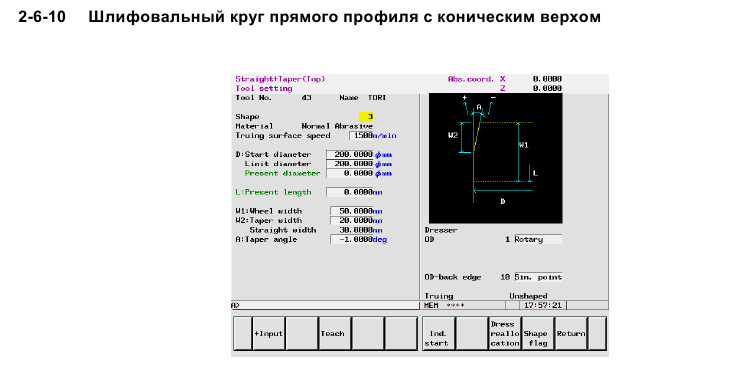 2-6-10 Шлифовальный круг прямого профиля с коническим верхом
Straight+Taper(Top) Abs.coord. X 0.0000
Tool setting Z 0.0000
Tool No. 43 Name TORI
Shape 3
Material Normal Abrasive
Truing surface speed 1500m/min
D:Start diameter 200.0000 φmm
Limit diameter 200.0000 φmm
Present diameter 0.0000 φmm
L:Present length 0.0000mm
W1:Wheel width 50.0000mm
W2:Taper width 20.0000mm
Straight width 30.0000mm
A:Taper angle -1.0000deg
+ A -
W2 W1
L
D
Dresser
OD 1 Rotary
OD-back edge 10 Sim. point
Truing Unshaped
A> MEM **** 17:57:21
+Input Teach Ind. start Dress reallo cation Shape flag Return